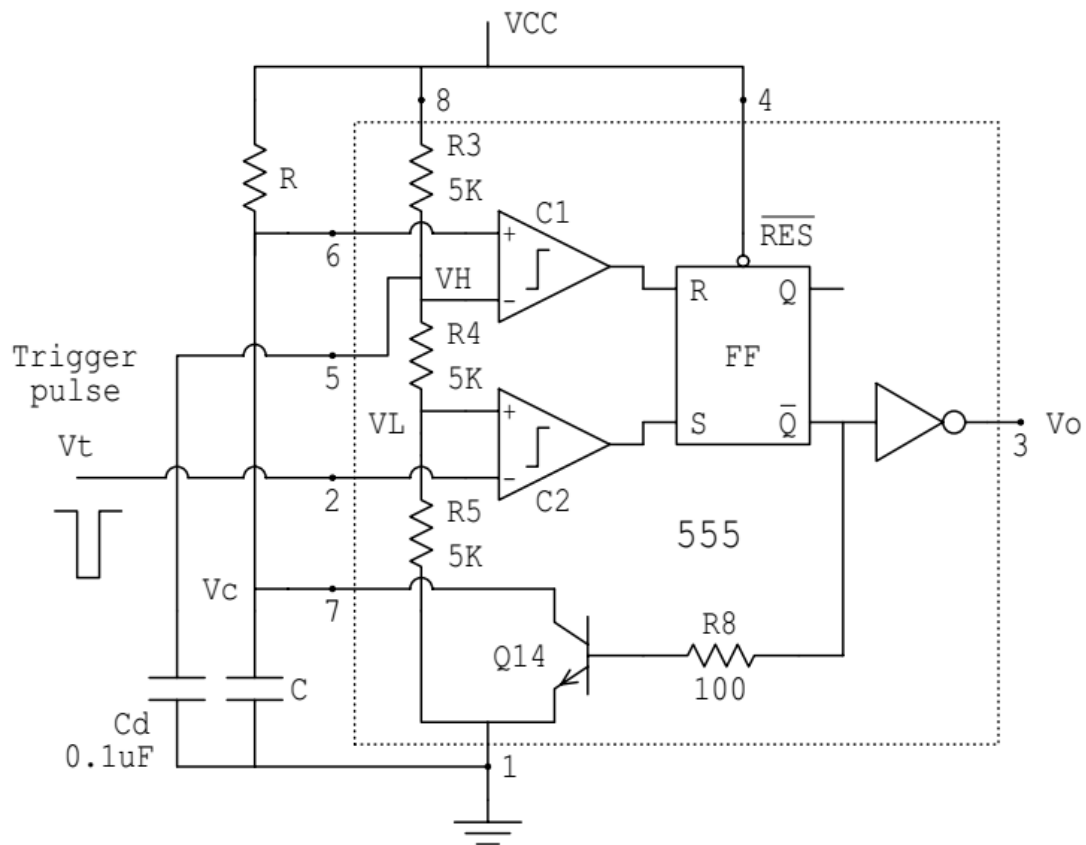 VCC
8
4
R3
5K
R
C1
RES
6
+
VH
−
R
Q
R4
FF
Trigger
pulse
5
5K
VL
+
S
Q
Vo
3
Vt
2
−
C2
R5
5K
555
Vc
7
R8
Q14
100
C
Cd
0.1uF
1